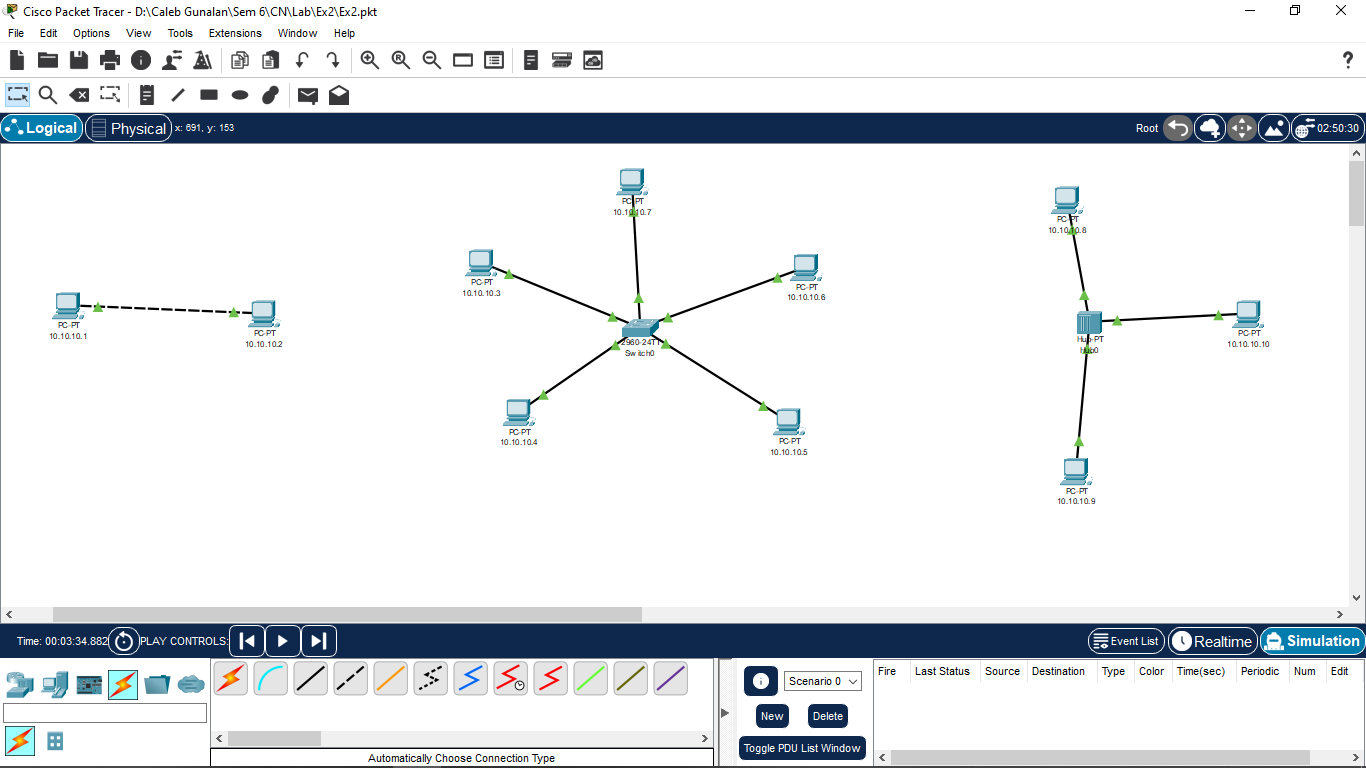 Cisco Packet Tracer - D:\Caleb Gunalan\Sem 6\CN\Lab\Ex2\Ex2.pkt
File Edit Options View Tools Extensions Window Help
Logical Physical x: 691, y: 153 Root 02:50:30
PC-PT
10.10.10.7
PC-PT
10.10.10.8
PC-PT
10.10.10.3
PC-PT
10.10.10.6
PC-PT
10.10.10.1
PC-PT
10.10.10.2
2960-24TT
Switch0
Hub-PT
Hub0
PC-PT
10.10.10.10
PC-PT
10.10.10.4
PC-PT
10.10.10.5
PC-PT
10.10.10.9
Time: 00:03:34.882 PLAY CONTROLS: Event List Realtime Simulation
Scenario 0
New Delete
Toggle PDU List Window
Fire Last Status Source Destination Type Color Time(sec) Periodic Num Edit
Automatically Choose Connection Type